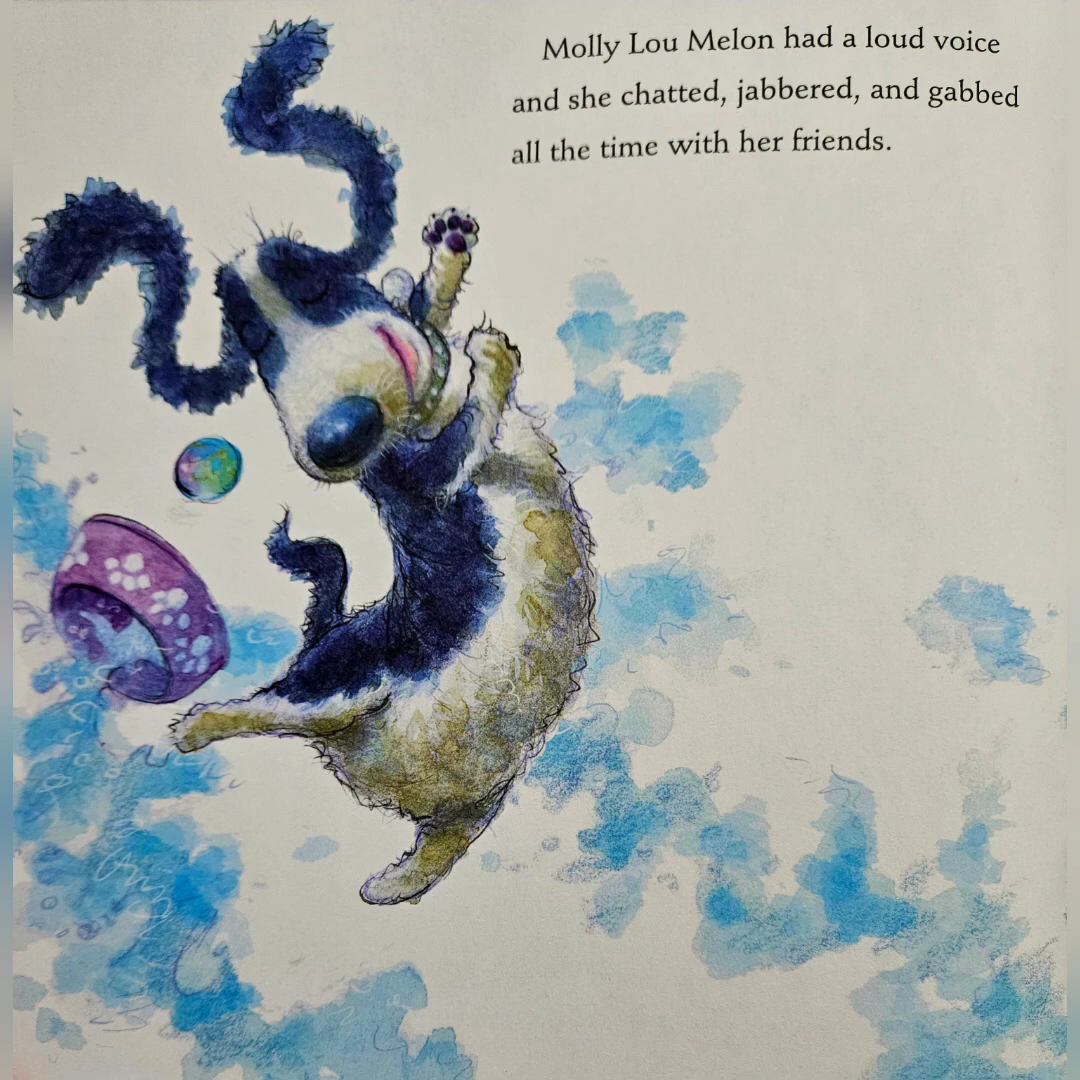 Molly Lou Melon had a loud voice
and she chatted, jabbered, and gabbed
all the time with her friends.